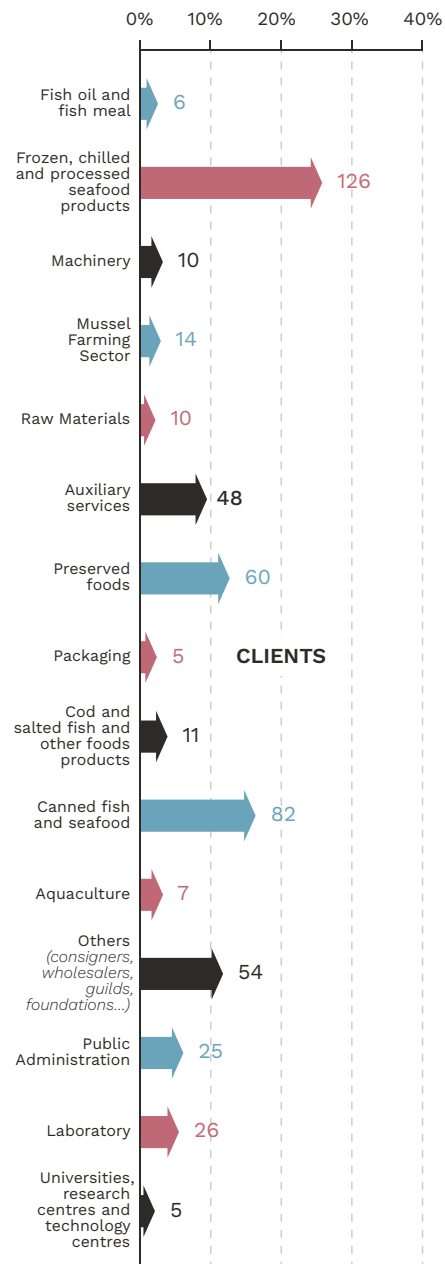 0% 10% 20% 30% 40%
Fish oil and
fish meal
6
Frozen, chilled
and processed
seafood
products
126
Machinery
10
Mussel
Farming
Sector
14
Raw Materials
10
Auxiliary
services
48
Preserved
foods
60
Packaging
5
CLIENTS
Cod and
salted fish and
other foods
products
11
Canned fish
and seafood
82
Aquaculture
7
Others
(consigners,
wholesalers,
guilds,
foundations...)
54
Public
Administration
25
Laboratory
26
Universities,
research
centres and
technology
centres
5